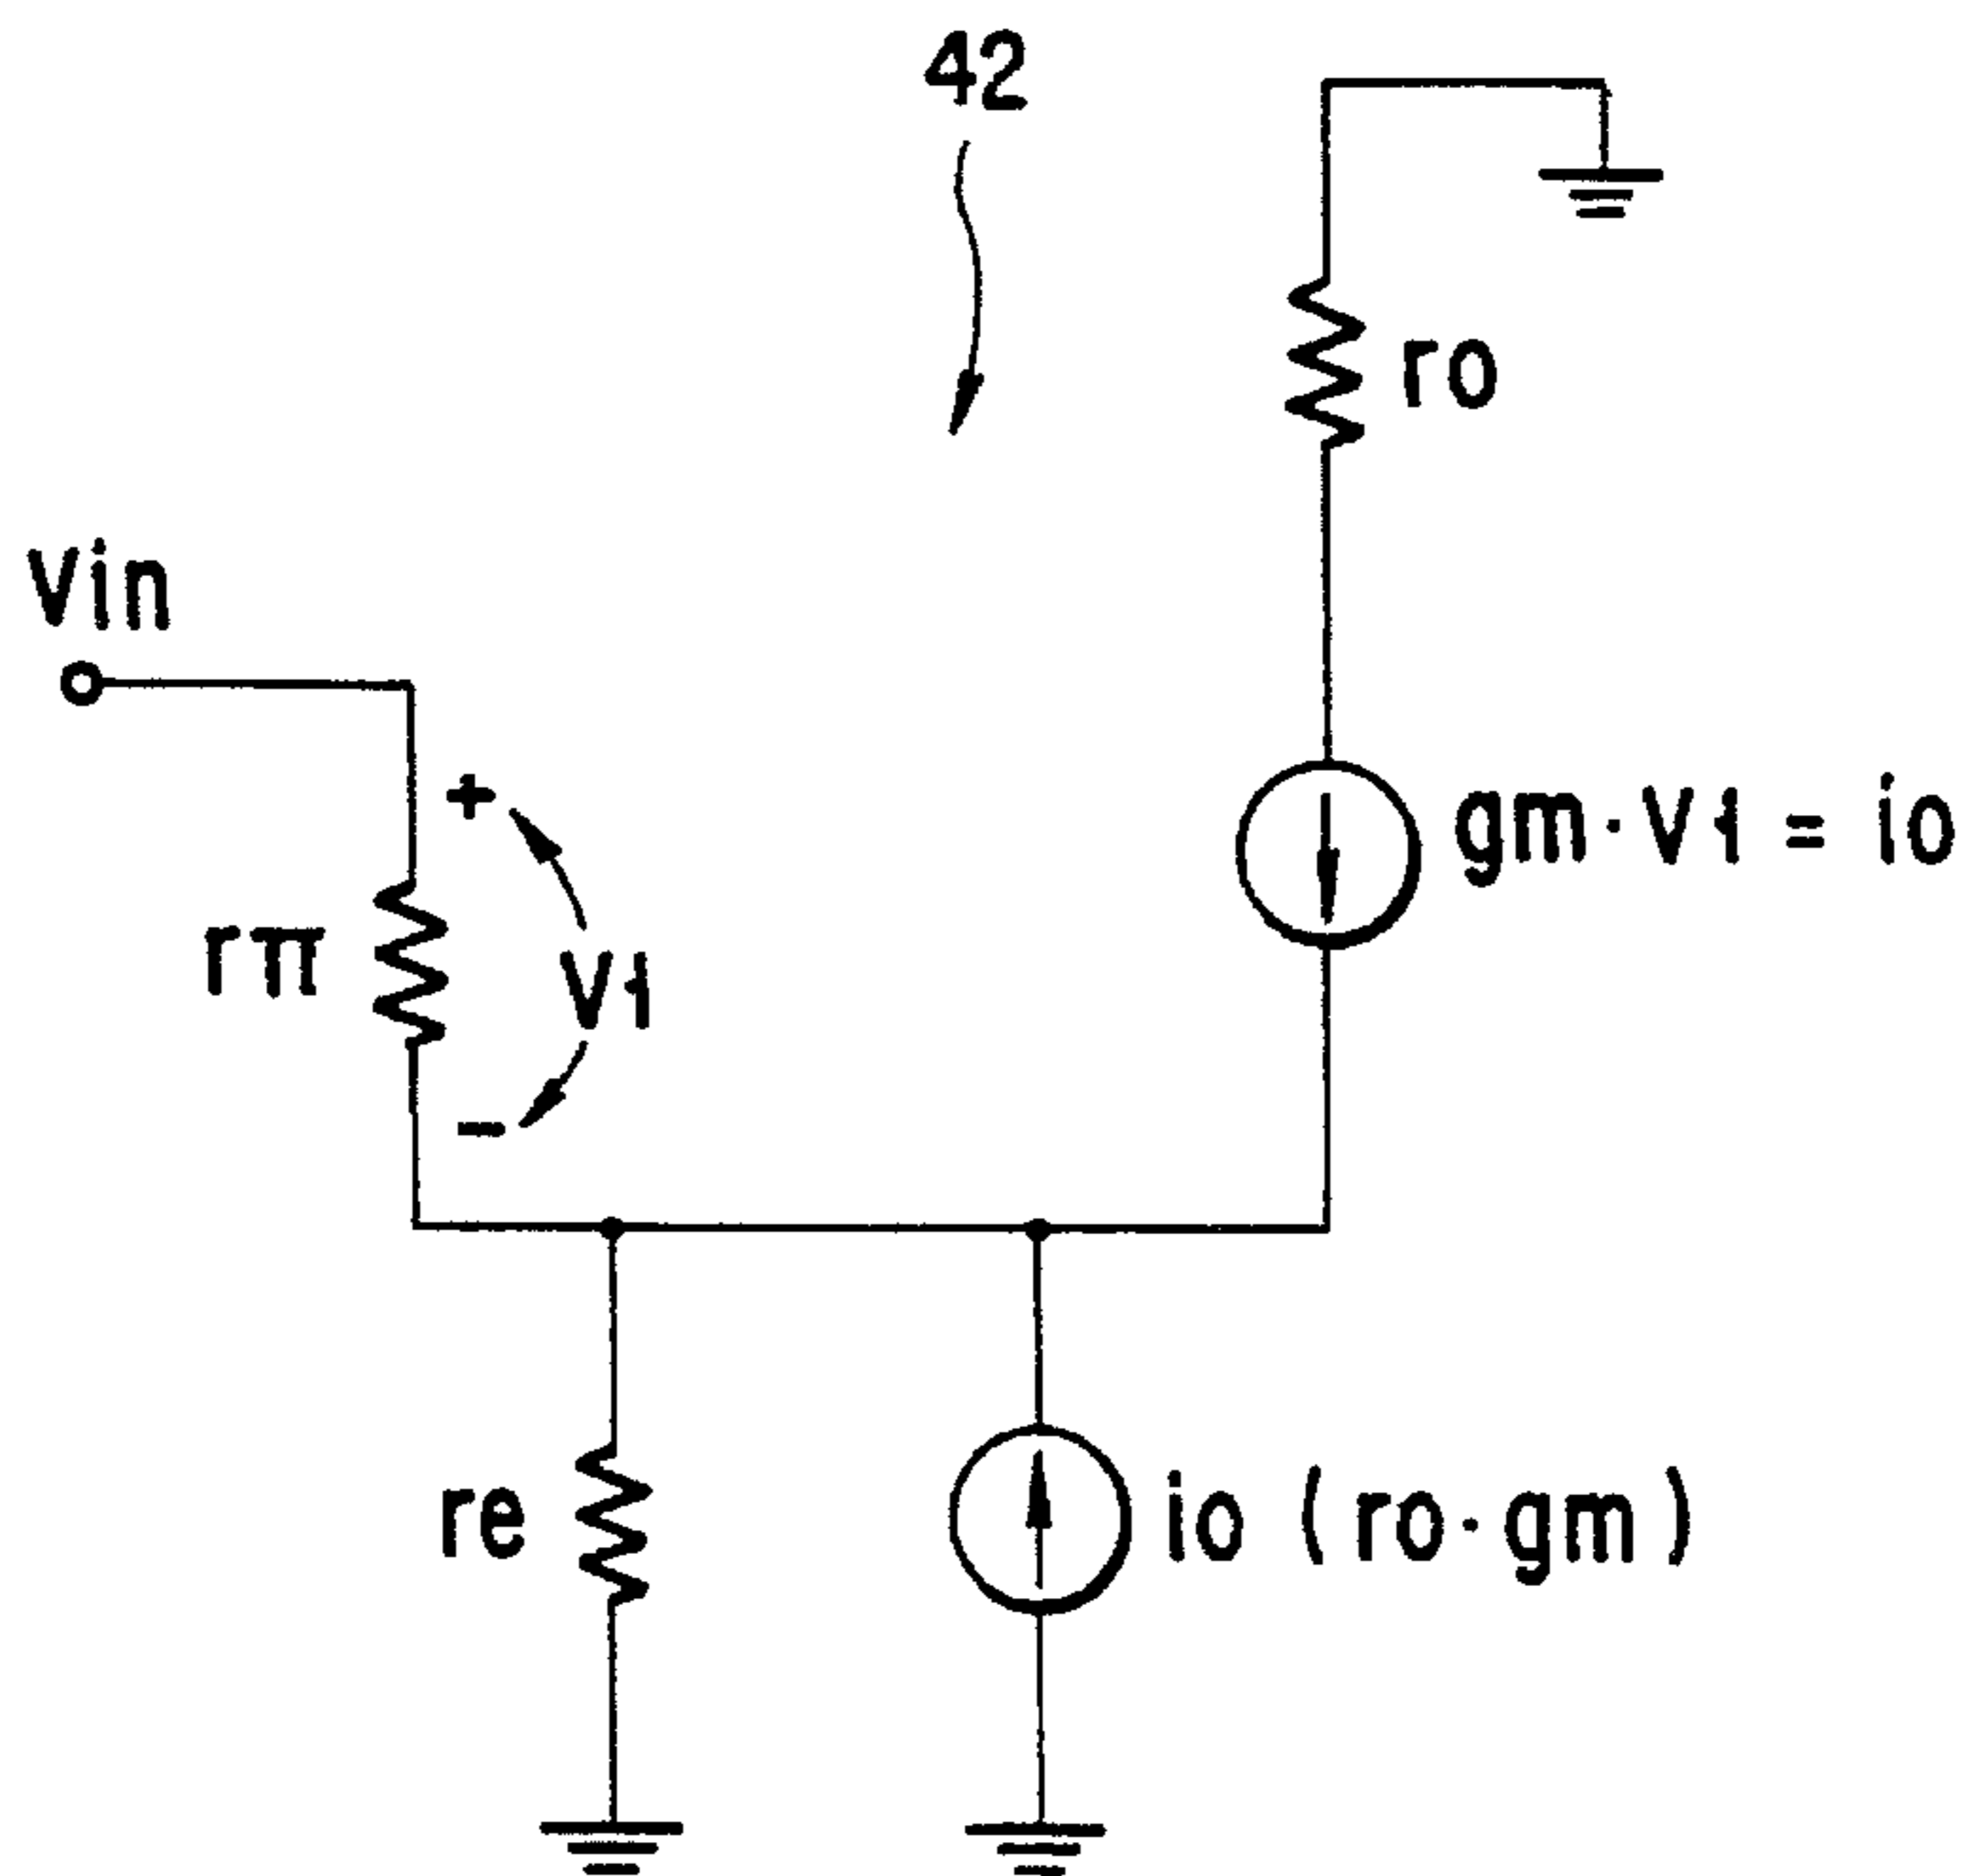 42
ro
vin
+
gm·v1 = io
rπ
v1
-
re
io (ro·gm)